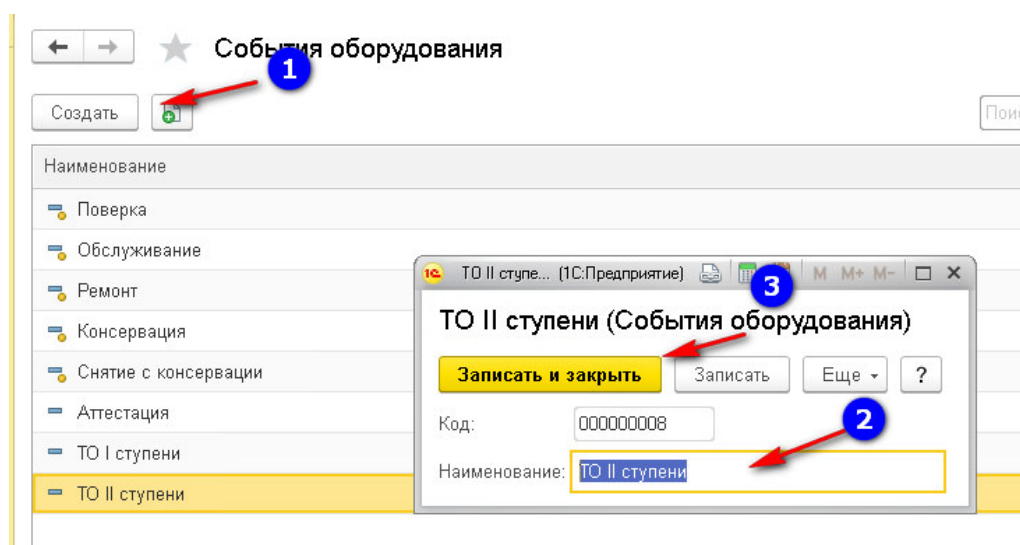 События оборудования
1
Создать
Пои
Наименование
Поверка
Обслуживание
Ремонт
Консервация
Снятие с консервации
Аттестация
ТО I ступени
ТО II ступени
1С ТО II ступе... (1С:Предприятие) M M+ M-
3
ТО II ступени (События оборудования)
Записать и закрыть Записать Еще ?
2
Код: 000000008
Наименование: ТО II ступени